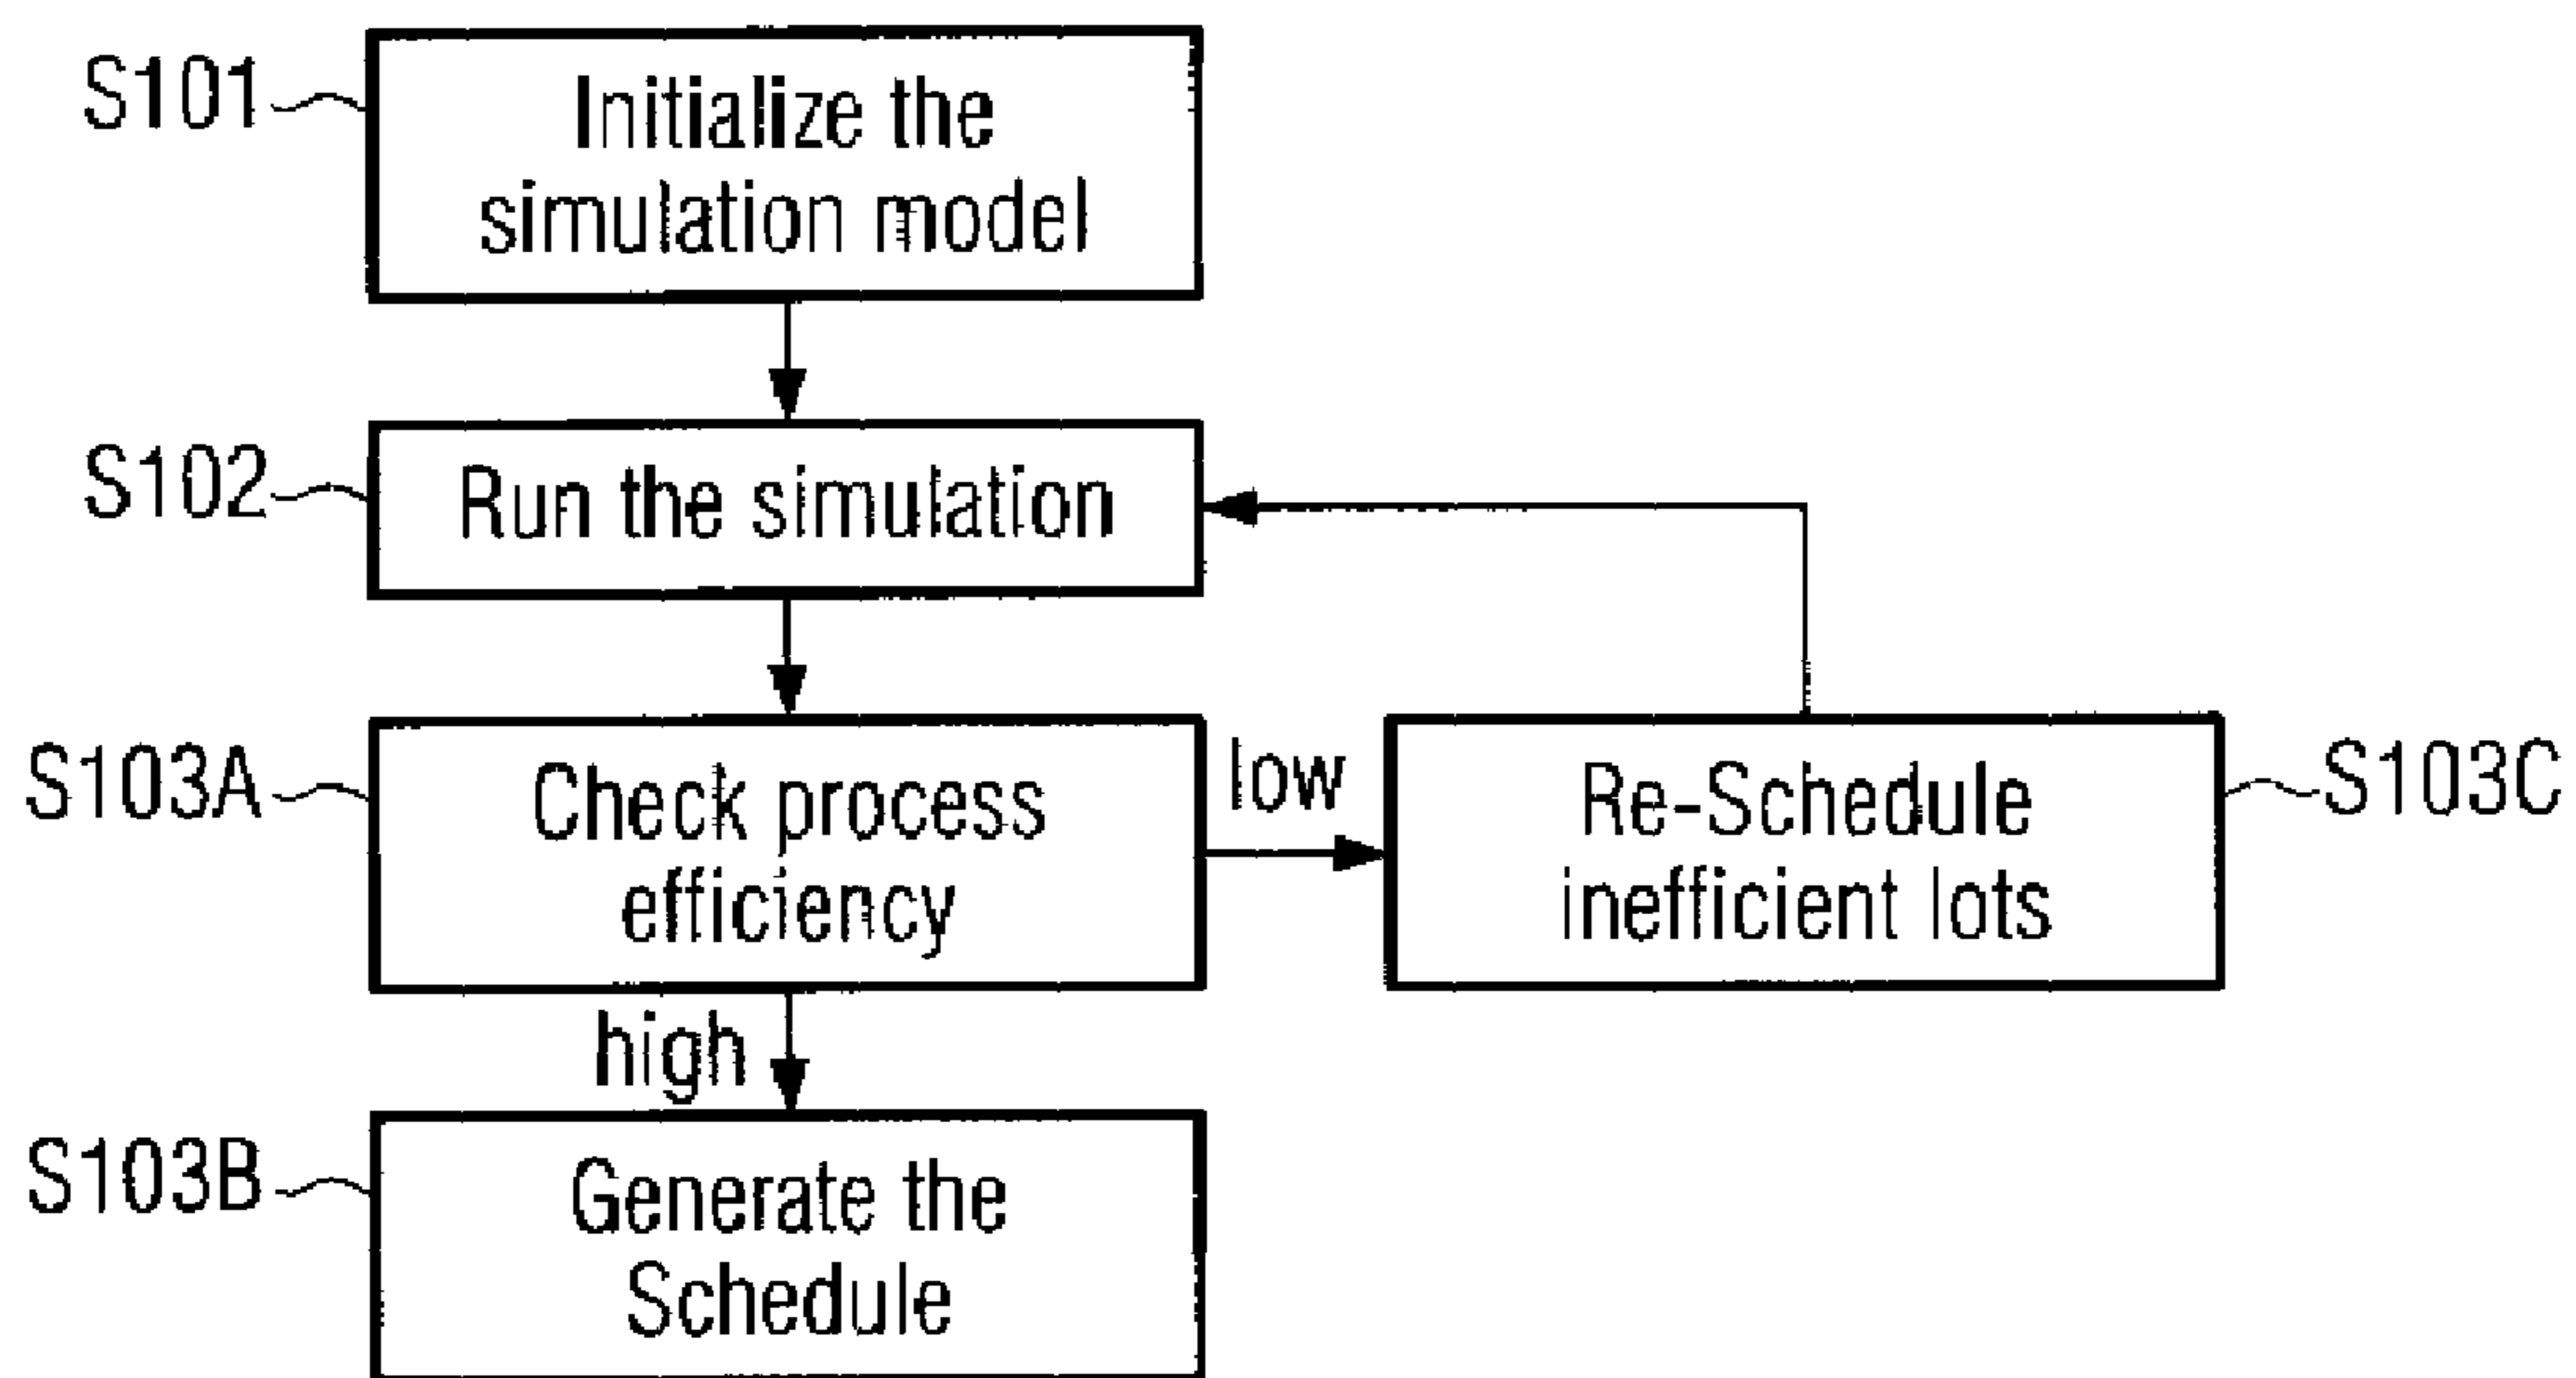 S101
Initialize the
simulation model
S102
Run the simulation
S103A
Check process
efficiency
low
Re-Schedule
inefficient lots
S103C
high
S103B
Generate the
Schedule